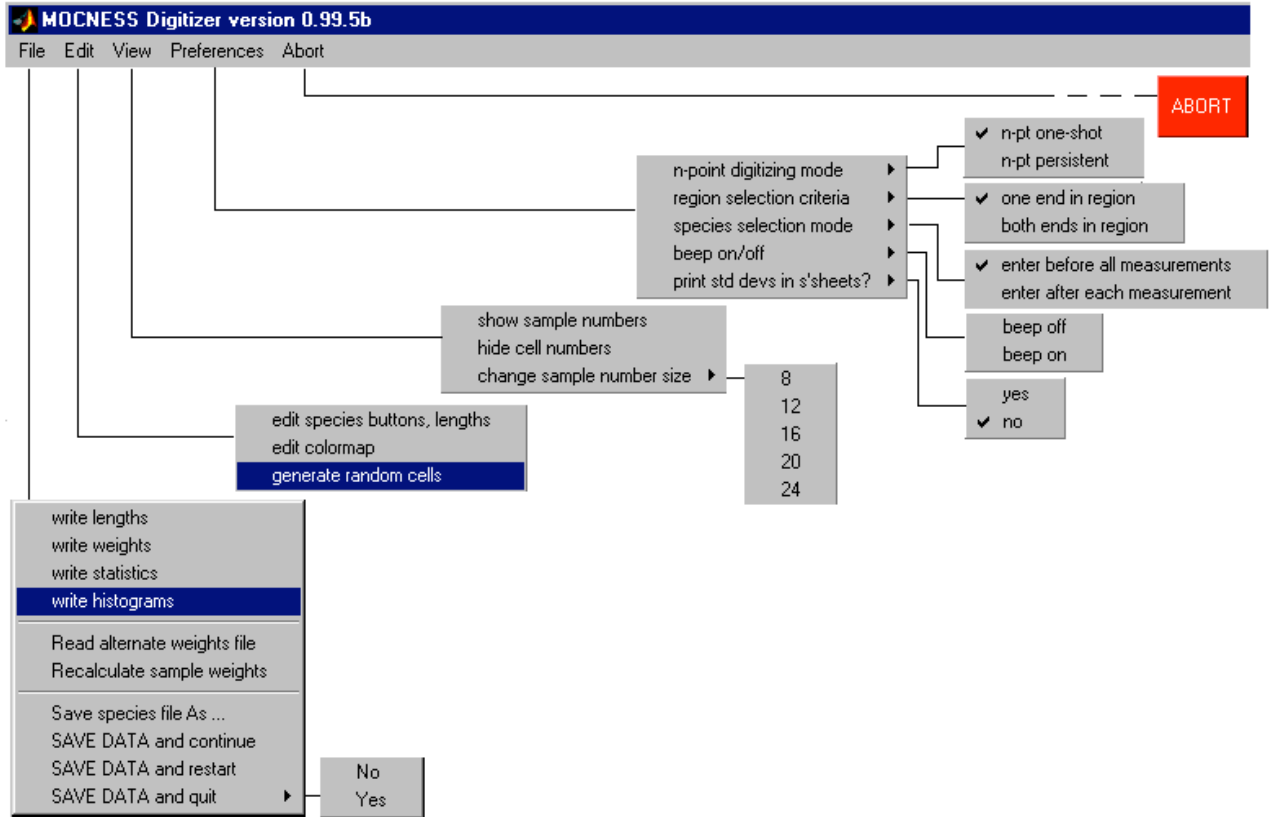 MOCNESS Digitizer version 0.99.5b
File Edit View Preferences Abort
ABORT
n-pt one-shot
n-pt persistent
n-point digitizing mode
region selection criteria
species selection mode
beep on/off
print std devs in s'sheets?
one end in region
both ends in region
enter before all measurements
enter after each measurement
beep off
beep on
yes
no
show sample numbers
hide cell numbers
change sample number size
8
12
16
20
24
edit species buttons, lengths
edit colormap
generate random cells
write lengths
write weights
write statistics
write histograms
Read alternate weights file
Recalculate sample weights
Save species file As ...
SAVE DATA and continue
SAVE DATA and restart
SAVE DATA and quit
No
Yes